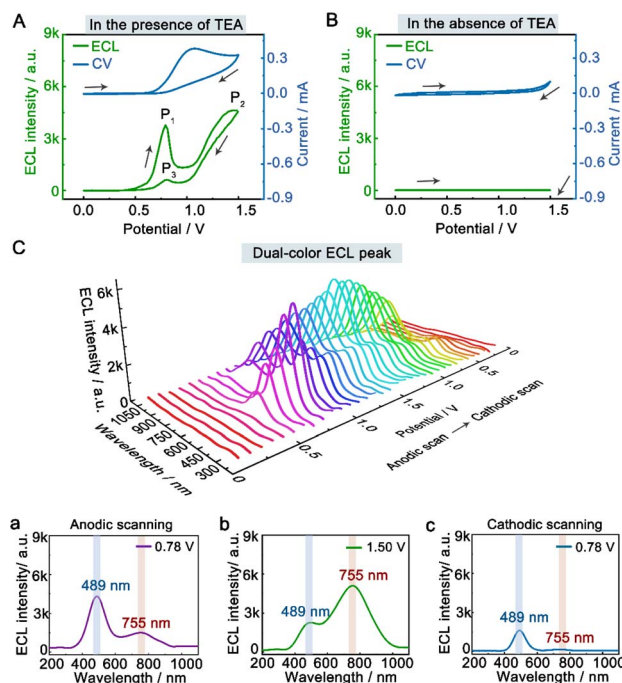 A
In the presence of TEA
ECL
CV
P1
P2
P3
9k
6k
3k
0
0.3
0.0
-0.3
-0.6
-0.9
0.0
0.5
1.0
1.5
ECL intensity / a.u.
Current / mA
Potential / V
B
In the absence of TEA
ECL
CV
9k
6k
3k
0
0.3
0.0
-0.3
-0.6
-0.9
0.0
0.5
1.0
1.5
ECL intensity / a.u.
Current / mA
Potential / V
C
Dual-color ECL peak
6k
4k
2k
0
ECL intensity / a.u.
1050
900
750
600
450
300
Wavelength / nm
0
0.5
1.0
1.5
1.0
0.5
0
Potential / V
Anodic scan → Cathodic scan
a
Anodic scanning
0.78 V
489 nm
755 nm
9k
6k
3k
0
200 400 600 800 1000
ECL intensity/ a.u.
Wavelength / nm
b
1.50 V
489 nm
755 nm
9k
6k
3k
0
200 400 600 800 1000
ECL intensity/ a.u.
Wavelength / nm
c
Cathodic scanning
0.78 V
489 nm
755 nm
9k
6k
3k
0
200 400 600 800 1000
ECL intensity/ a.u.
Wavelength / nm